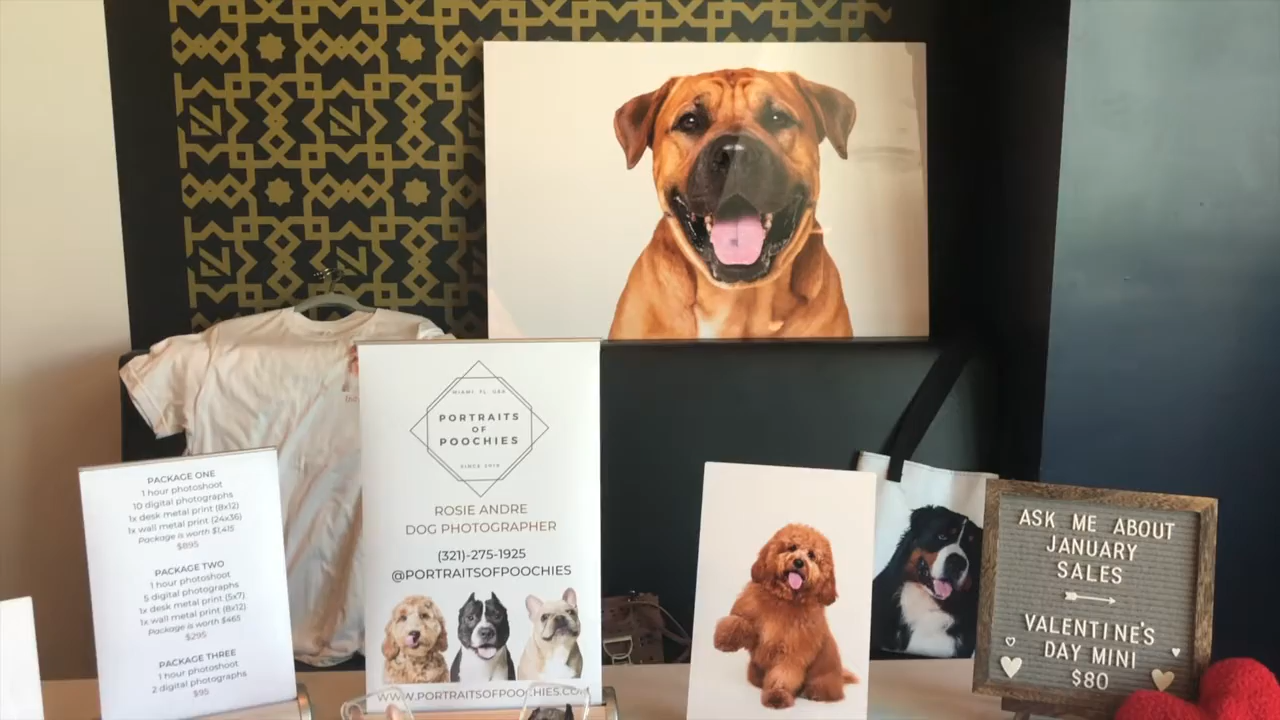 PACKAGE ONE
1 hour photoshoot
10 digital photographs
1x desk metal print (8x12)
1x wall metal print (24x36)
Package is worth $1,415
$895
PACKAGE TWO
1 hour photoshoot
5 digital photographs
1x desk metal print (5x7)
1x wall metal print (8x12)
Package is worth $465
$295
PACKAGE THREE
1 hour photoshoot
2 digital photographs
$95
MIAMI, FL, USA
PORTRAITS
OF
POOCHIES
SINCE 2018
ROSIE ANDRE
DOG PHOTOGRAPHER
(321)-275-1925
@PORTRAITSOFPOOCHIES
WWW.PORTRAITSOFPOOCHIES.COM
ASK ME ABOUT
JANUARY
SALES
VALENTINE'S
DAY MINI
$80